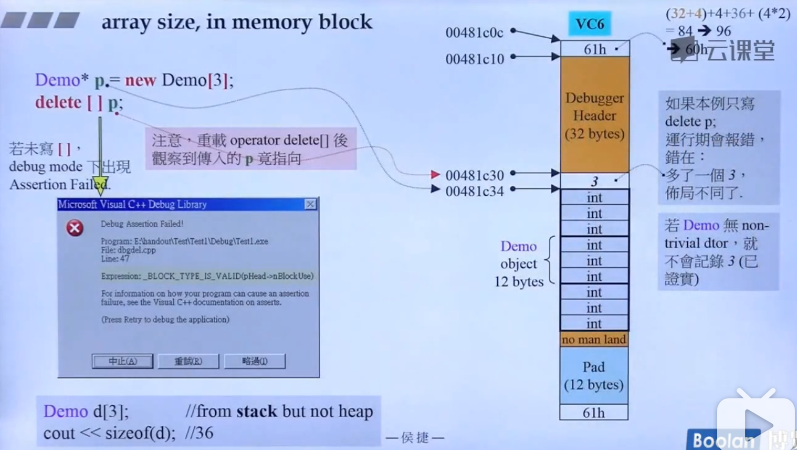 array size, in memory block
Demo* p = new Demo[3];
delete [ ] p;
若未寫 [ ]，
debug mode 下出現
Assertion Failed.
注意，重載 operator delete[] 後
觀察到傳入的 p 竟指向
Microsoft Visual C++ Debug Library
Debug Assertion Failed!
Program: E:\handout\Test\Test1\Debug\Test1.exe
File: dbgdel.cpp
Line: 47
Expression: _BLOCK_TYPE_IS_VALID(pHead->nBlockUse)
For information on how your program can cause an assertion
failure, see the Visual C++ documentation on asserts.
(Press Retry to debug the application)
中止(A)
重試(R)
略過(I)
Demo d[3]; //from stack but not heap
cout << sizeof(d); //36
00481c0c
00481c10
00481c30
00481c34
VC6
61h
Debugger
Header
(32 bytes)
3
int
int
int
int
int
int
int
int
int
no man land
Pad
(12 bytes)
61h
Demo
object
12 bytes
(32+4)+4+36+ (4*2)
= 84 → 96
→ 60h
云课堂
如果本例只寫
delete p;
運行期會報錯，
錯在：
多了一個 3，
佈局不同了.
若 Demo 無 non-
trivial dtor，就
不會記錄 3 (已
證實)
—侯捷—
Boolan